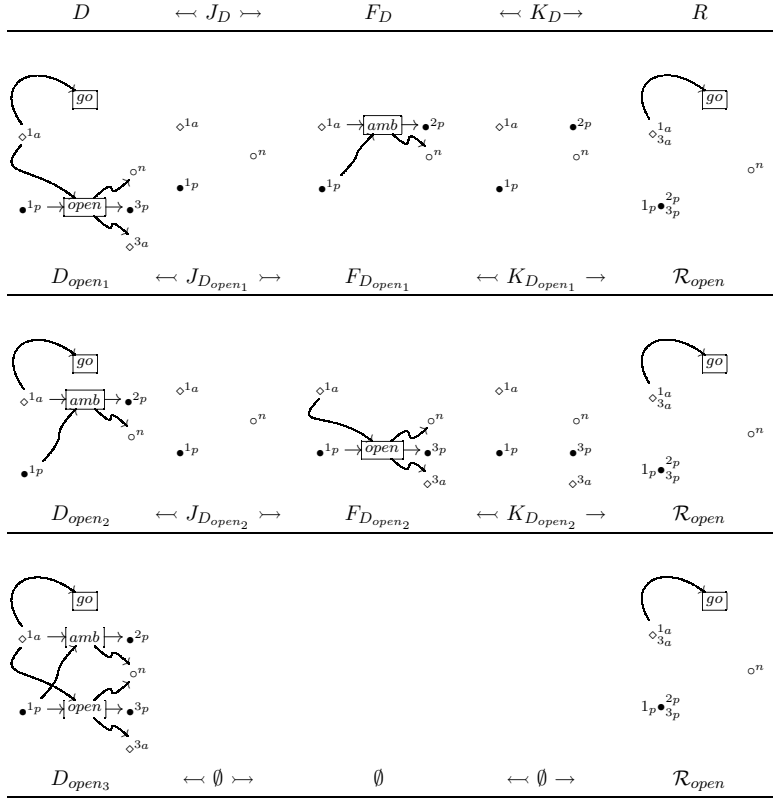 D ↢ J_D ↣ F_D ↢ K_D → R
go go
◇1a ◇1a ◇1a amb ●2p ◇1a ●2p ◇1a 3a
○n ○n ○n ○n ○n
●1p open ●3p ●1p ●1p ●1p 1p●2p 3p
◇3a
D_open1 ↢ J_Dopen1 ↣ F_Dopen1 ↢ K_Dopen1 → R_open
go go
◇1a amb ●2p ◇1a ◇1a ◇1a ◇1a 3a
○n ○n ○n ○n ○n
●1p ●1p ●1p open ●3p ●1p ●3p 1p●2p 3p
◇3a ◇3a
D_open2 ↢ J_Dopen2 ↣ F_Dopen2 ↢ K_Dopen2 → R_open
go go
◇1a amb ●2p ◇1a 3a
○n ○n
●1p open ●3p 1p●2p 3p
◇3a
D_open3 ↢ ∅ ↣ ∅ ↢ ∅ → R_open